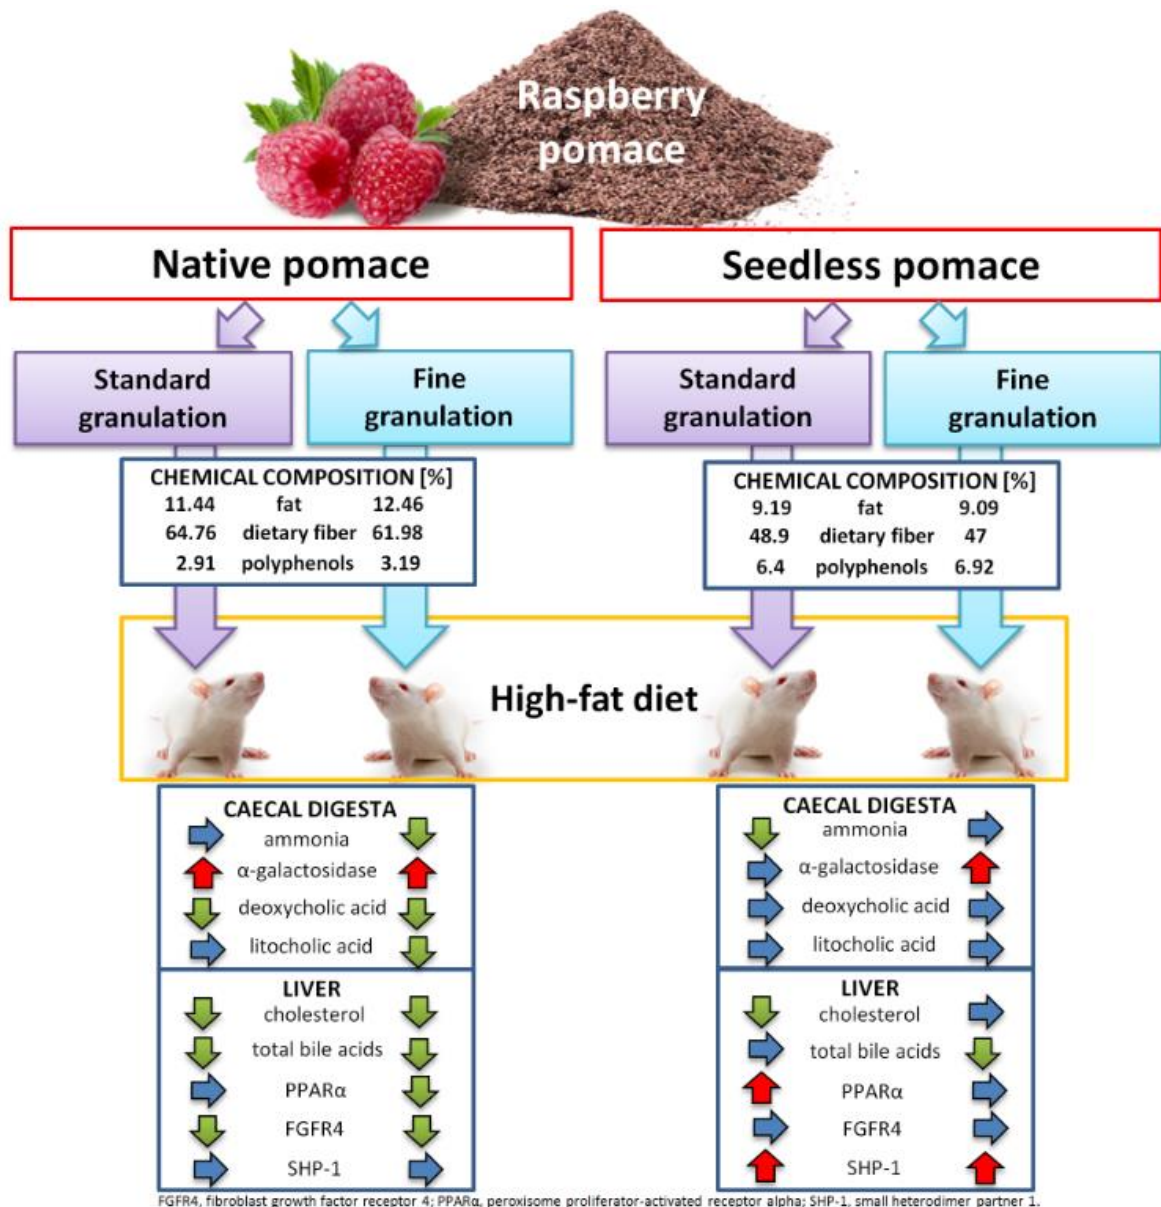 Raspberry
pomace
Native pomace
Seedless pomace
Standard
granulation
Fine
granulation
Standard
granulation
Fine
granulation
CHEMICAL COMPOSITION [%]
11.44 fat 12.46
64.76 dietary fiber 61.98
2.91 polyphenols 3.19
CHEMICAL COMPOSITION [%]
9.19 fat 9.09
48.9 dietary fiber 47
6.4 polyphenols 6.92
High-fat diet
CAECAL DIGESTA
ammonia
α-galactosidase
deoxycholic acid
litocholic acid
LIVER
cholesterol
total bile acids
PPARα
FGFR4
SHP-1
CAECAL DIGESTA
ammonia
α-galactosidase
deoxycholic acid
litocholic acid
LIVER
cholesterol
total bile acids
PPARα
FGFR4
SHP-1
FGFR4, fibroblast growth factor receptor 4; PPARα, peroxisome proliferator-activated receptor alpha; SHP-1, small heterodimer partner 1.